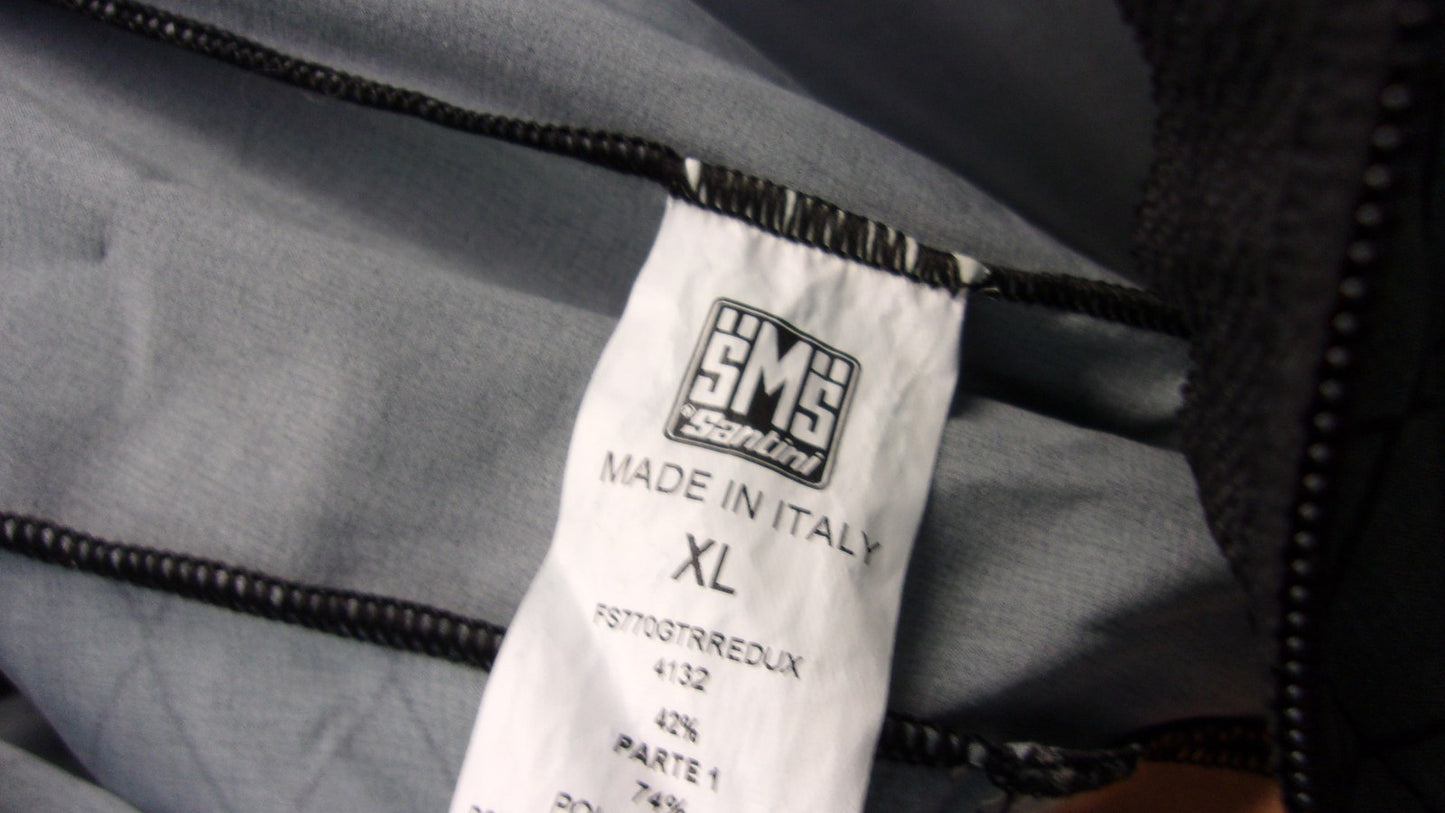 SMS
Santini
MADE IN ITALY
XL
FS770GTRREDUX
4132
42%
PARTE 1
74%